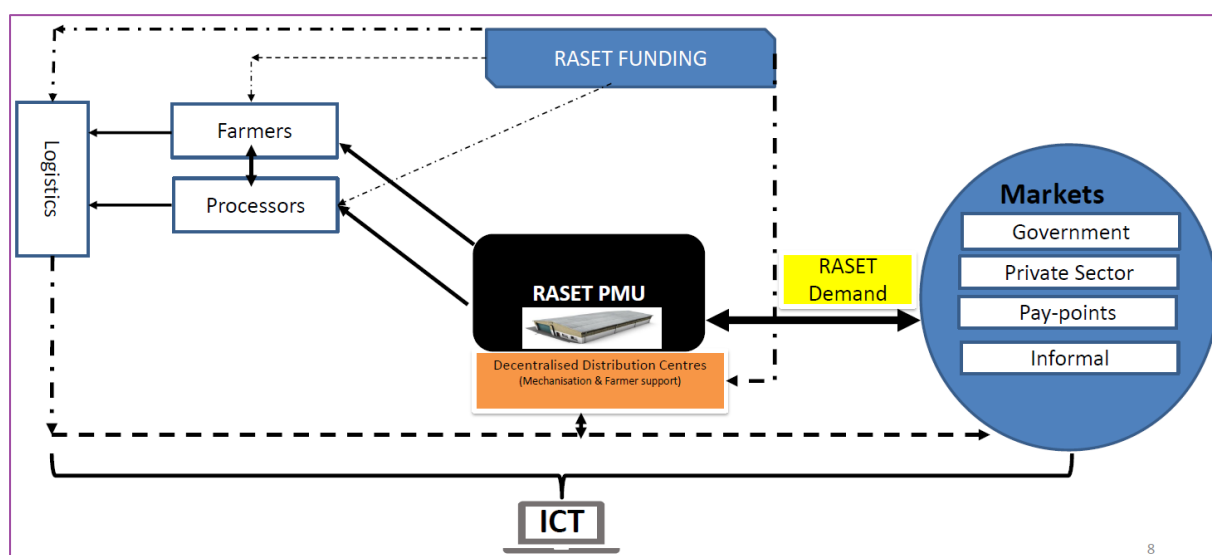 RASET FUNDING
Logistics
Farmers
Processors
RASET PMU
Decentralised Distribution Centres
(Mechanisation & Farmer support)
RASET
Demand
Markets
Government
Private Sector
Pay-points
Informal
ICT
8